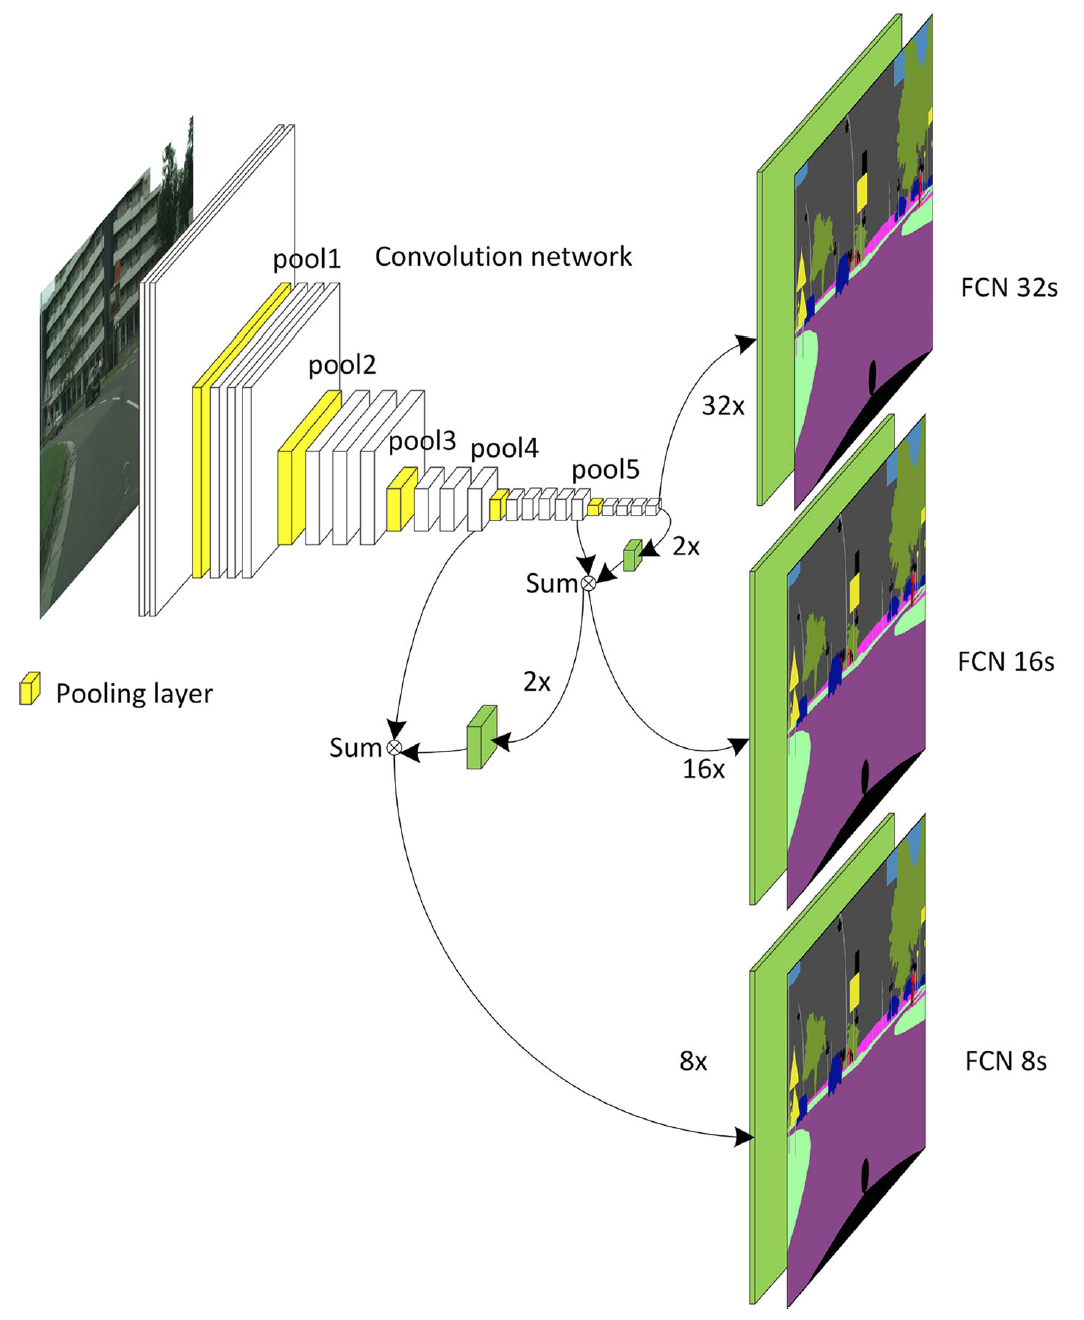 Convolution network
pool1
pool2
pool3
pool4
pool5
FCN 32s
32x
2x
Sum
FCN 16s
2x
Pooling layer
Sum
16x
8x
FCN 8s